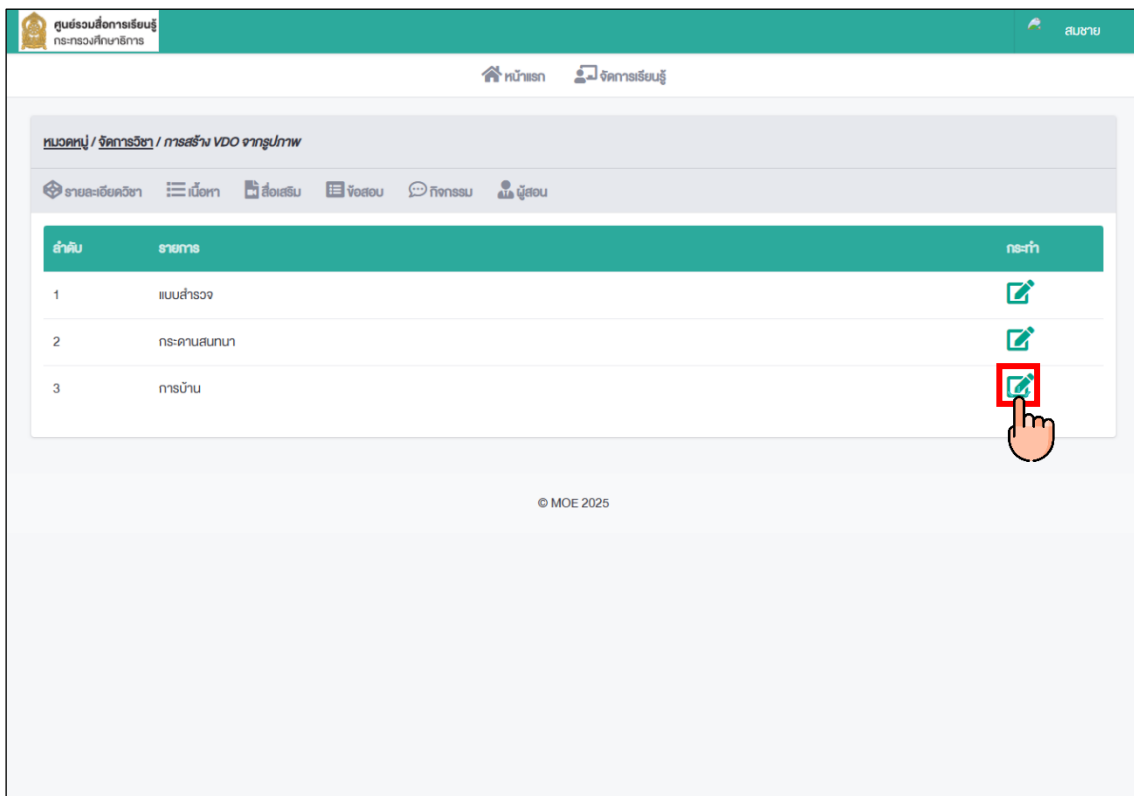 ศูนย์รวมสื่อการเรียนรู้
กระทรวงศึกษาธิการ
สมชาย
หน้าแรก จัดการเรียนรู้
หมวดหมู่ / จัดการวิชา / การสร้าง VDO จากรูปภาพ
รายละเอียดวิชา เนื้อหา สื่อเสริม ข้อสอบ กิจกรรม ผู้สอน
ลำดับ รายการ กระทำ
1 แบบสำรวจ
2 กระดานสนทนา
3 การบ้าน
© MOE 2025